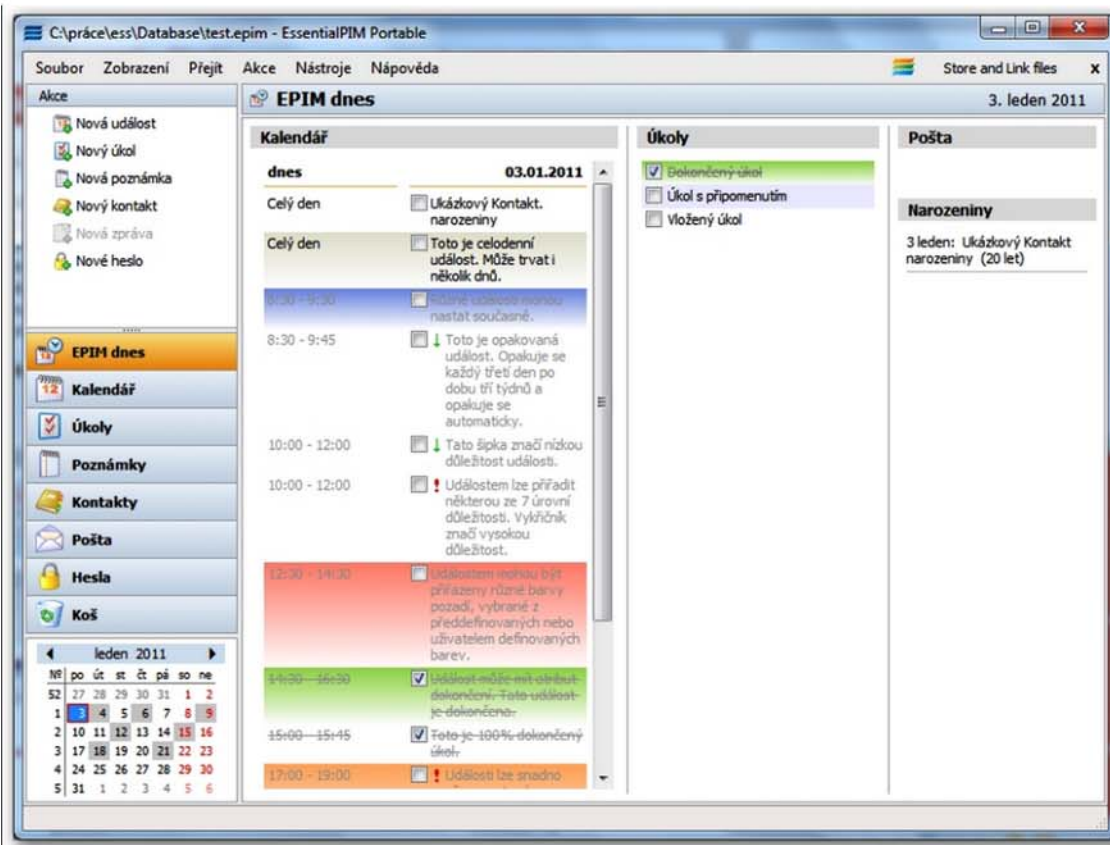 C:\práce\ess\Database\test.epim - EssentialPIM Portable
Soubor Zobrazení Přejít Akce Nástroje Nápověda Store and Link files x
Akce
Nová událost
Nový úkol
Nová poznámka
Nový kontakt
Nová zpráva
Nové heslo
EPIM dnes
Kalendář
Úkoly
Poznámky
Kontakty
Pošta
Hesla
Koš
leden 2011
Nº po út st čt pá so ne
52 27 28 29 30 31 1 2
1 3 4 5 6 7 8 9
2 10 11 12 13 14 15 16
3 17 18 19 20 21 22 23
4 24 25 26 27 28 29 30
5 31 1 2 3 4 5 6
EPIM dnes 3. leden 2011
Kalendář
dnes 03.01.2011
Celý den Ukázkový Kontakt.
narozeniny
Celý den Toto je celodenní
událost. Může trvat i
několik dnů.
8:30 - 9:30 Různé události mohou
nastat současně.
8:30 - 9:45 Toto je opakovaná
událost. Opakuje se
každý třetí den po
dobu tří týdnů a
opakuje se
automaticky.
10:00 - 12:00 Tato šipka značí nízkou
důležitost události.
10:00 - 12:00 Událostem lze přiřadit
některou ze 7 úrovní
důležitosti. Vykřičník
značí vysokou
důležitost.
12:30 - 14:30 Událostem mohou být
přiřazeny různé barvy
pozadí, vybrané z
předdefinovaných nebo
uživatelem definovaných
barev.
14:30 - 16:30 Událost může mít atribut
dokončení. Tato událost
je dokončena.
15:00 - 15:45 Toto je 100% dokončený
úkol.
17:00 - 19:00 Události lze snadno
Úkoly
Dokončený úkol
Úkol s připomenutím
Vložený úkol
Pošta
Narozeniny
3 leden: Ukázkový Kontakt
narozeniny (20 let)